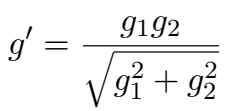 g' = \frac{g_1 g_2}{\sqrt{g_1^2 + g_2^2}}